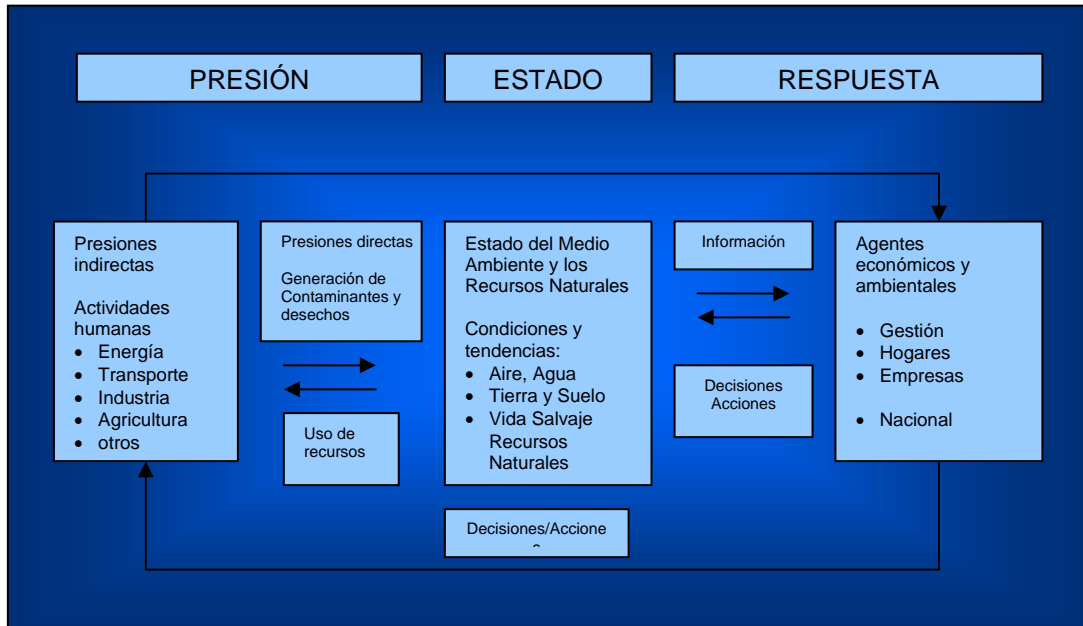 PRESIÓN
ESTADO
RESPUESTA
Presiones
indirectas
Actividades
humanas
• Energía
• Transporte
• Industria
• Agricultura
• otros
Presiones directas
Generación de
Contaminantes y
desechos
Uso de
recursos
Estado del Medio
Ambiente y los
Recursos Naturales
Condiciones y
tendencias:
• Aire, Agua
• Tierra y Suelo
• Vida Salvaje
Recursos
Naturales
Decisiones/Accione
Información
Decisiones
Acciones
Agentes
económicos y
ambientales
• Gestión
• Hogares
• Empresas
• Nacional